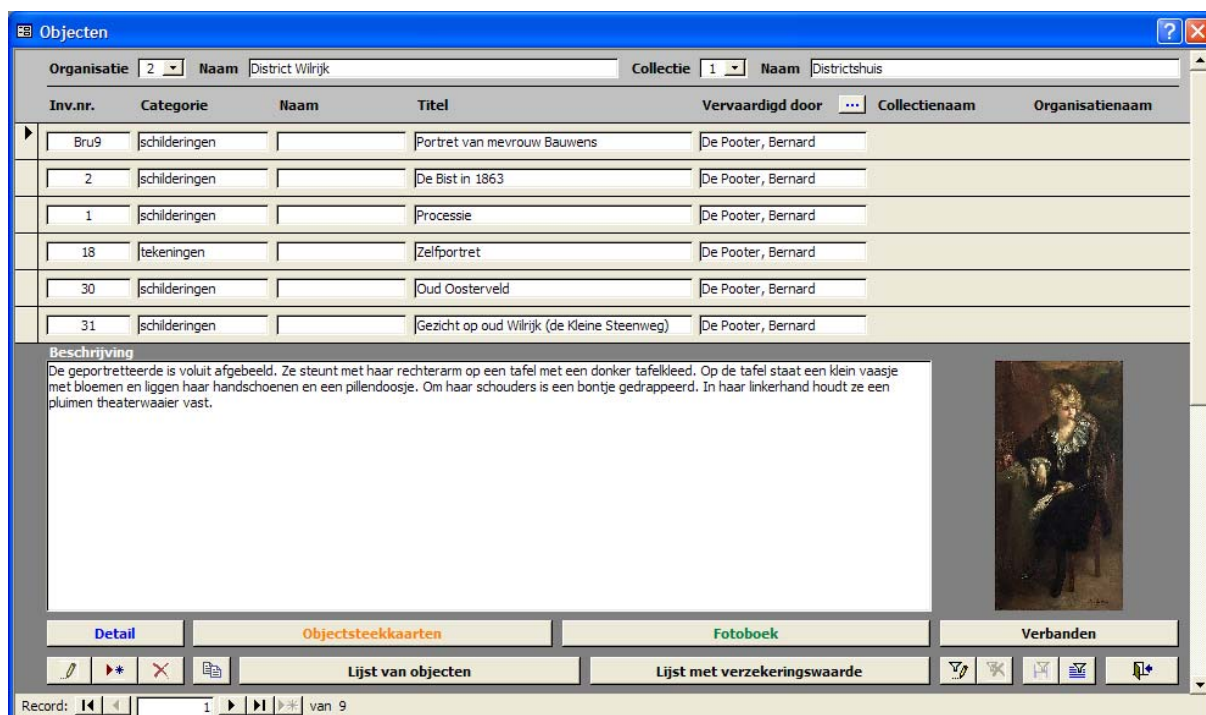 Objecten
Organisatie 2 Naam District Wilrijk Collectie 1 Naam Districtshuis
Inv.nr. Categorie Naam Titel Vervaardigd door ... Collectienaam Organisatienaam
Bru9 schilderingen Portret van mevrouw Bauwens De Pooter, Bernard
2 schilderingen De Bist in 1863 De Pooter, Bernard
1 schilderingen Processie De Pooter, Bernard
18 tekeningen Zelfportret De Pooter, Bernard
30 schilderingen Oud Oosterveld De Pooter, Bernard
31 schilderingen Gezicht op oud Wilrijk (de Kleine Steenweg) De Pooter, Bernard
Beschrijving
De geportretteerde is voluit afgebeeld. Ze steunt met haar rechterarm op een tafel met een donker tafelkleed. Op de tafel staat een klein vaasje
met bloemen en liggen haar handschoenen en een pillendoosje. Om haar schouders is een bontje gedrappeerd. In haar linkerhand houdt ze een
pluimen theaterwaaier vast.
Detail Objectsteekkaarten Fotoboek Verbanden
Lijst van objecten Lijst met verzekeringswaarde
Record: 1 van 9